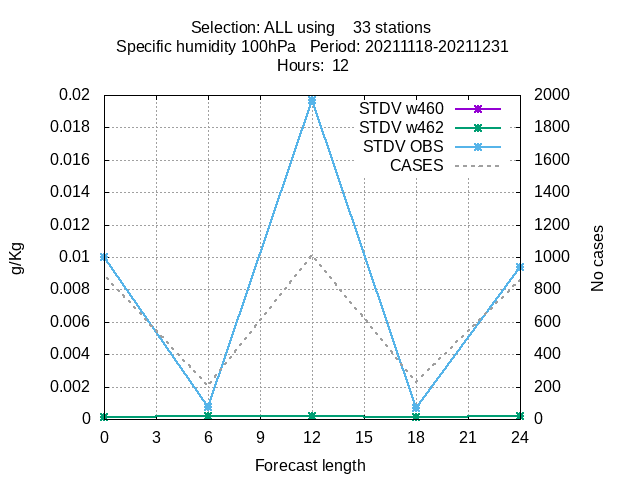 Selection: ALL using    33 stations
Specific humidity 100hPa   Period: 20211118-20211231
Hours:  12
0.02
0.018
0.016
0.014
0.012
0.01
0.008
0.006
0.004
0.002
0
2000
1800
1600
1400
1200
1000
800
600
400
200
0
STDV w460
STDV w462
STDV OBS
CASES
g/Kg
No cases
0 3 6 9 12 15 18 21 24
Forecast length